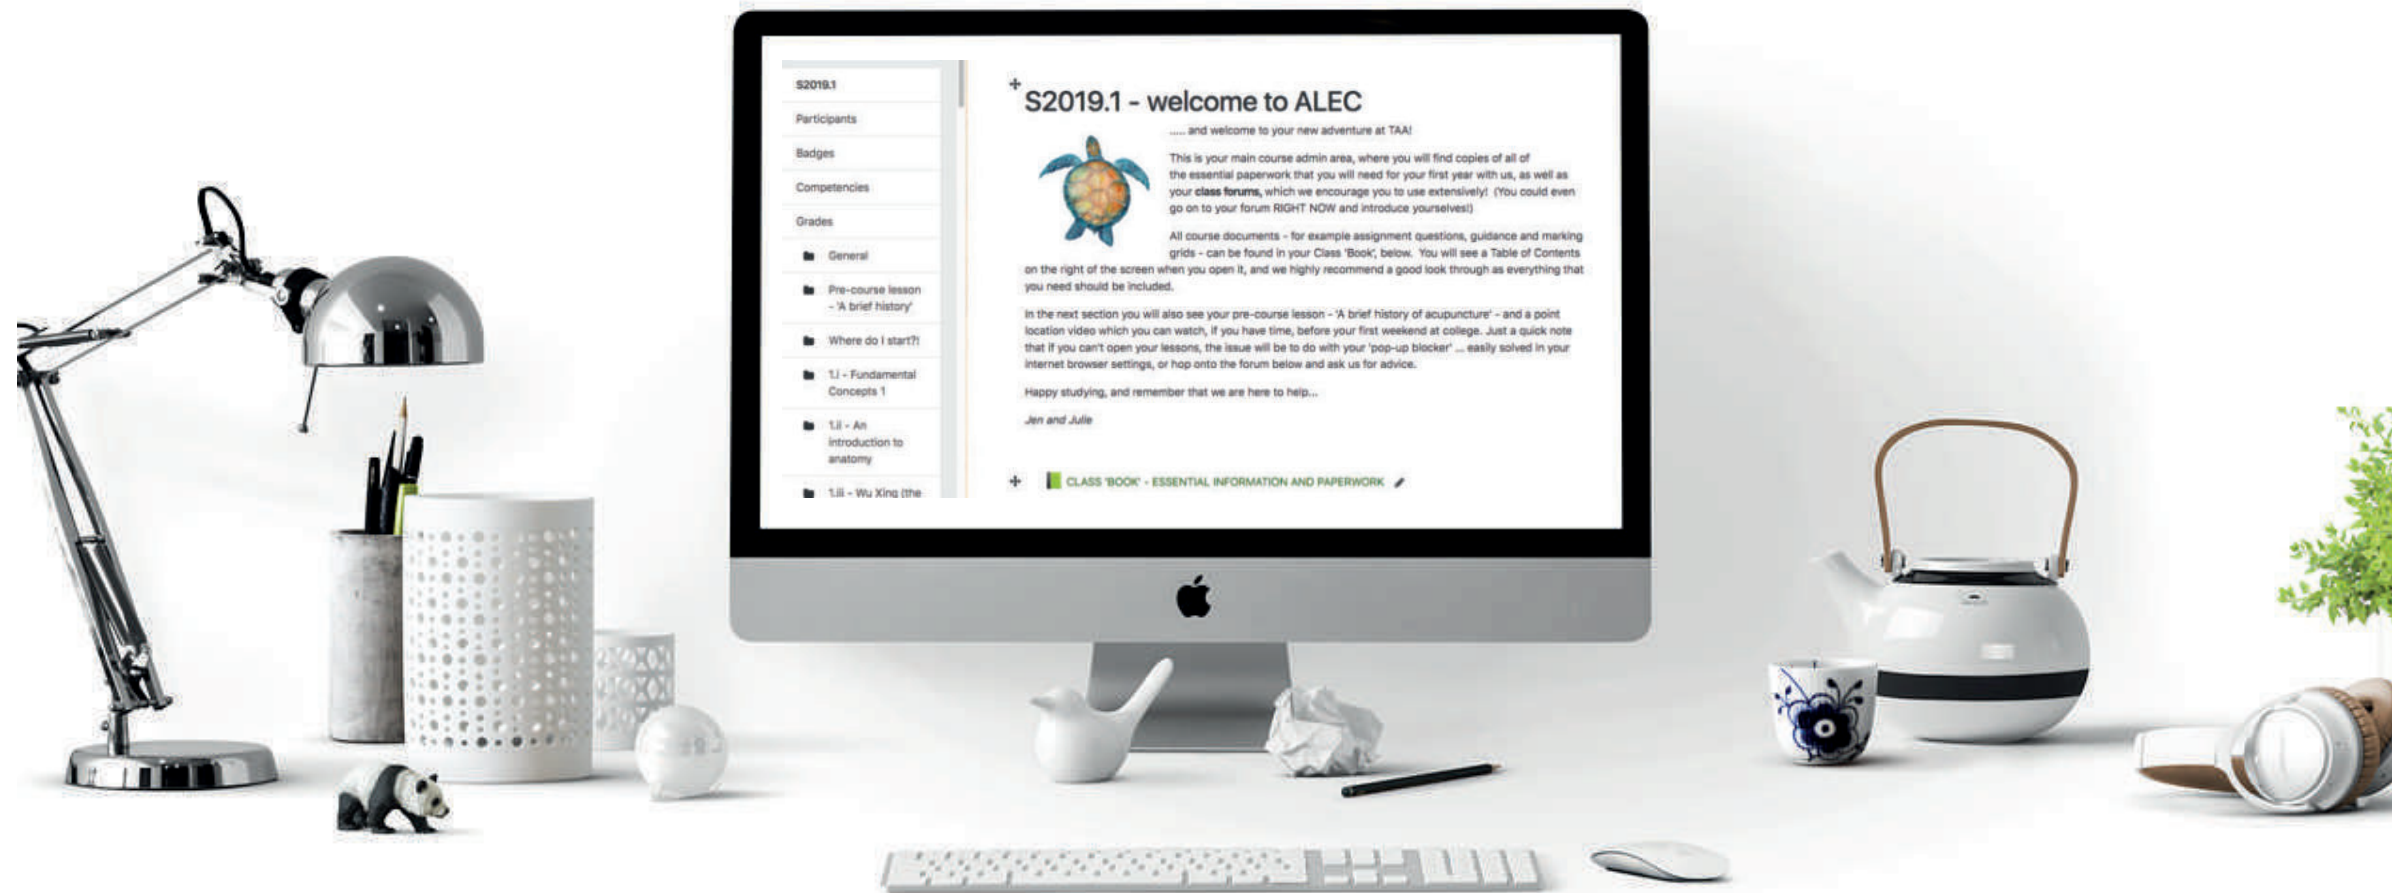 S2019.1
Participants
Badges
Competencies
Grades
General
Pre-course lesson
- 'A brief history'
Where do I start?!
1.i - Fundamental
Concepts 1
1.ii - An
introduction to
anatomy
1.iii - Wu Xing (the
S2019.1 - welcome to ALEC
..... and welcome to your new adventure at TAA!
This is your main course admin area, where you will find copies of all of
the essential paperwork that you will need for your first year with us, as well as
your class forums, which we encourage you to use extensively! (You could even
go on to your forum RIGHT NOW and introduce yourselves!)
All course documents - for example assignment questions, guidance and marking
grids - can be found in your Class 'Book', below. You will see a Table of Contents
on the right of the screen when you open it, and we highly recommend a good look through as everything that
you need should be included.
In the next section you will also see your pre-course lesson - 'A brief history of acupuncture' - and a point
location video which you can watch, if you have time, before your first weekend at college. Just a quick note
that if you can't open your lessons, the issue will be to do with your 'pop-up blocker' ... easily solved in your
internet browser settings, or hop onto the forum below and ask us for advice.
Happy studying, and remember that we are here to help...
Jen and Julie
CLASS 'BOOK' - ESSENTIAL INFORMATION AND PAPERWORK